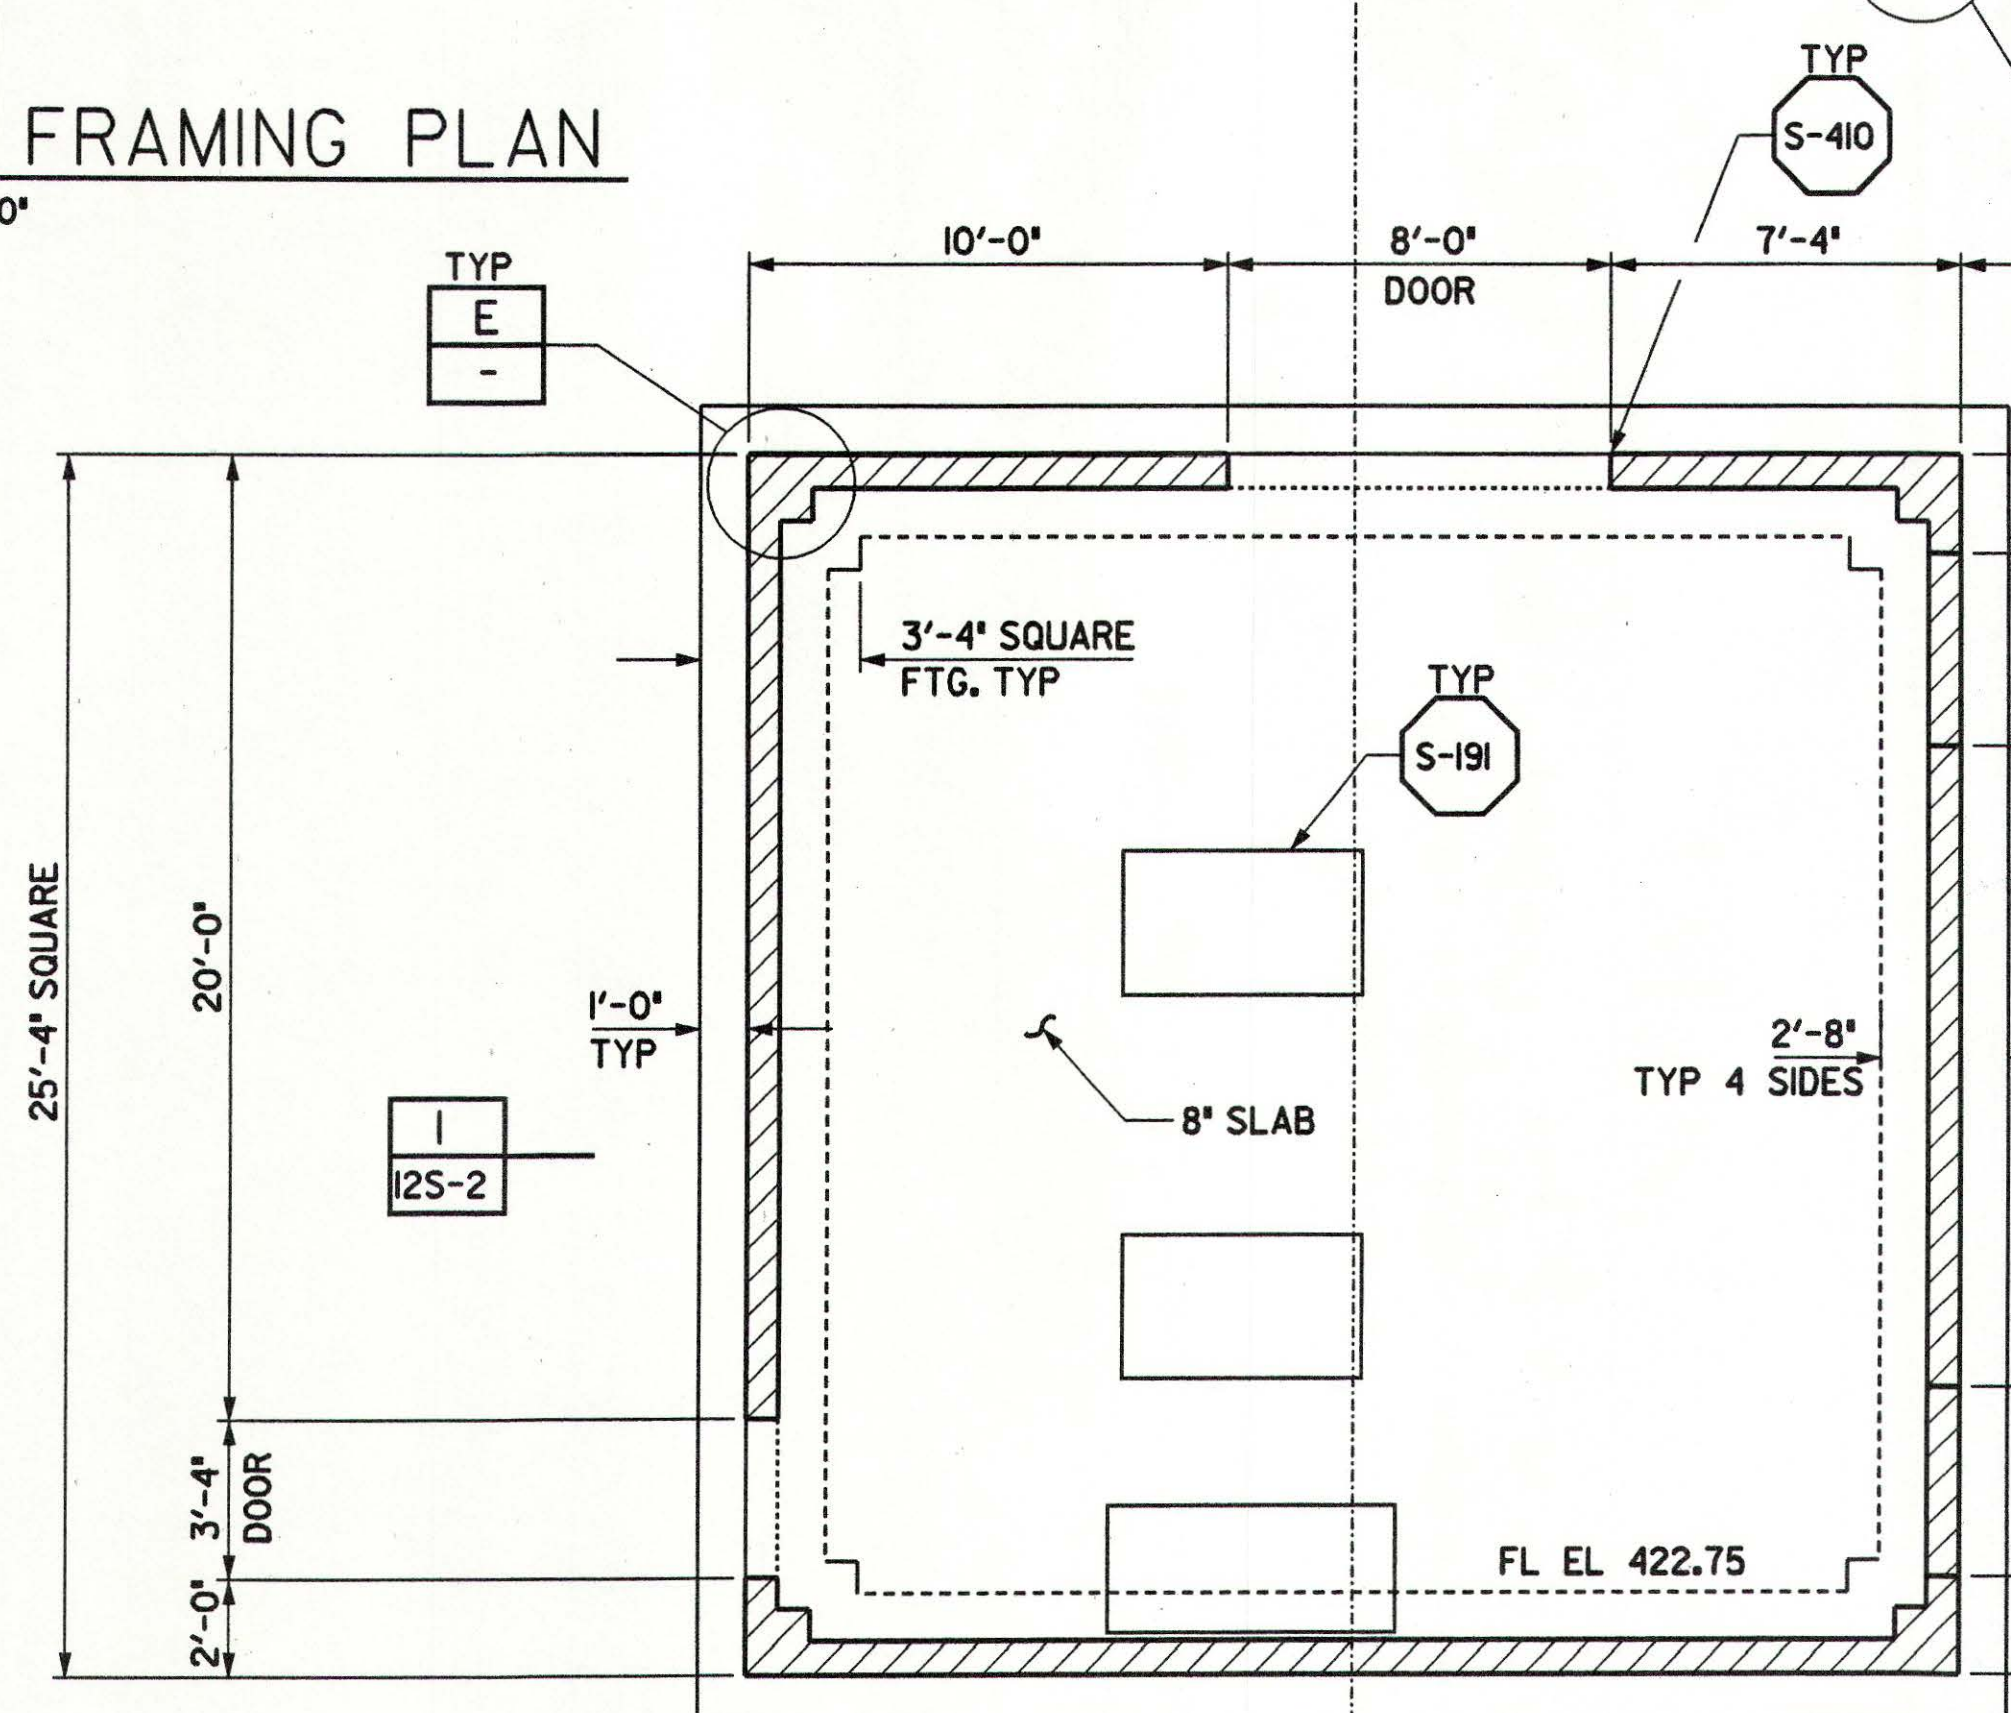 FRAMING PLAN
0"
TYP
S-410
10'-0"
8'-0"
7'-4"
DOOR
TYP
E
-
3'-4" SQUARE
FTG. TYP
TYP
S-191
25'-4" SQUARE
20'-0"
1'-0"
TYP
2'-8"
TYP 4 SIDES
8" SLAB
1
12S-2
3'-4"
DOOR
2'-0"
FL EL 422.75